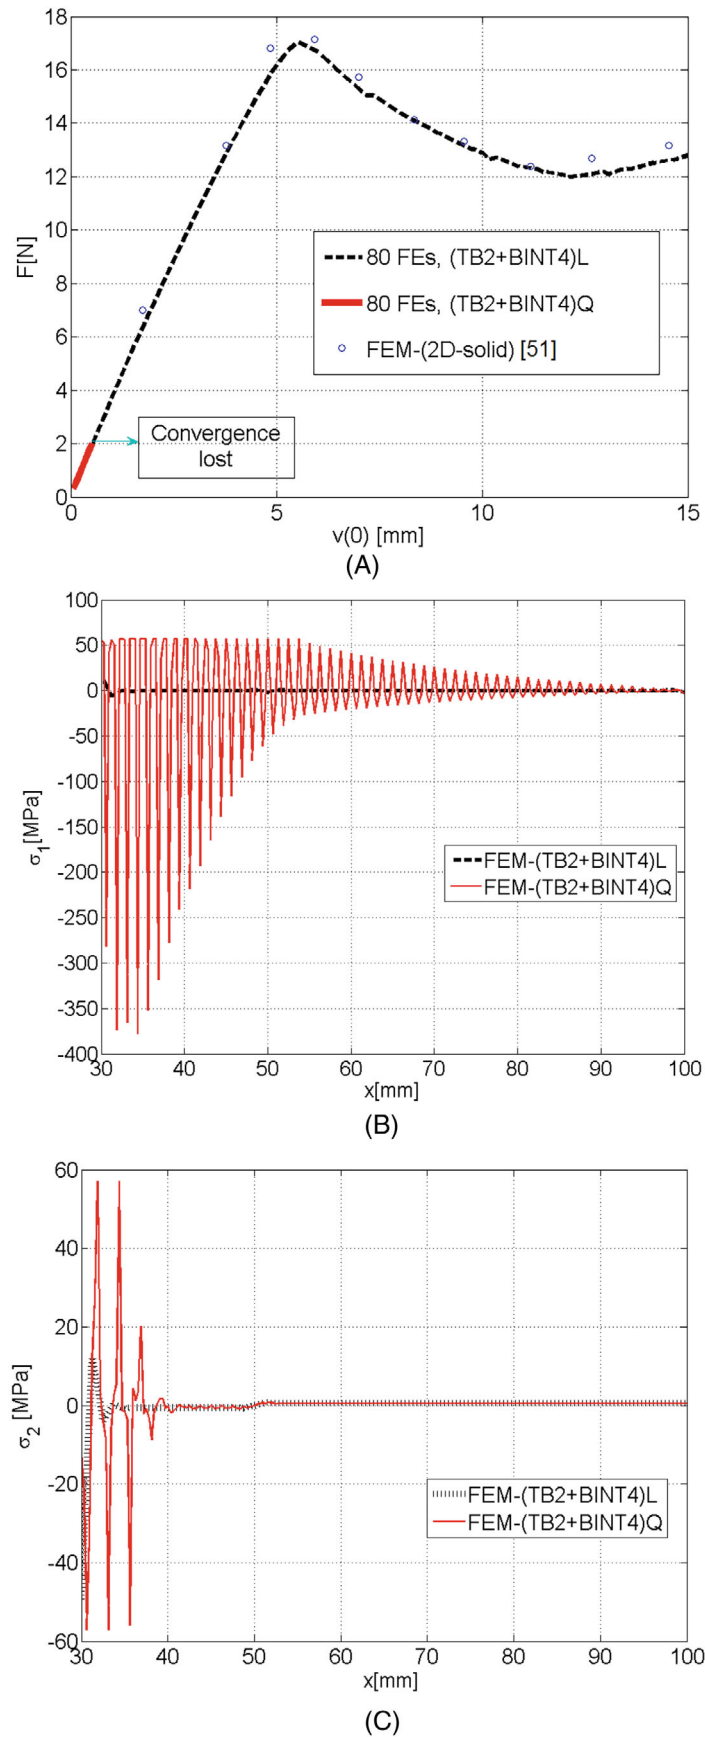 18
16
14
12
10
8
6
4
2
0
F[N]
80 FEs, (TB2+BINT4)L
80 FEs, (TB2+BINT4)Q
FEM-(2D-solid) [51]
Convergence
lost
0
5
10
15
v(0) [mm]
(A)
100
50
0
-50
-100
-150
-200
-250
-300
-350
-400
σ1[MPa]
FEM-(TB2+BINT4)L
FEM-(TB2+BINT4)Q
30
40
50
60
70
80
90
100
x[mm]
(B)
60
40
20
0
-20
-40
-60
σ2 [MPa]
FEM-(TB2+BINT4)L
FEM-(TB2+BINT4)Q
30
40
50
60
70
80
90
100
x[mm]
(C)